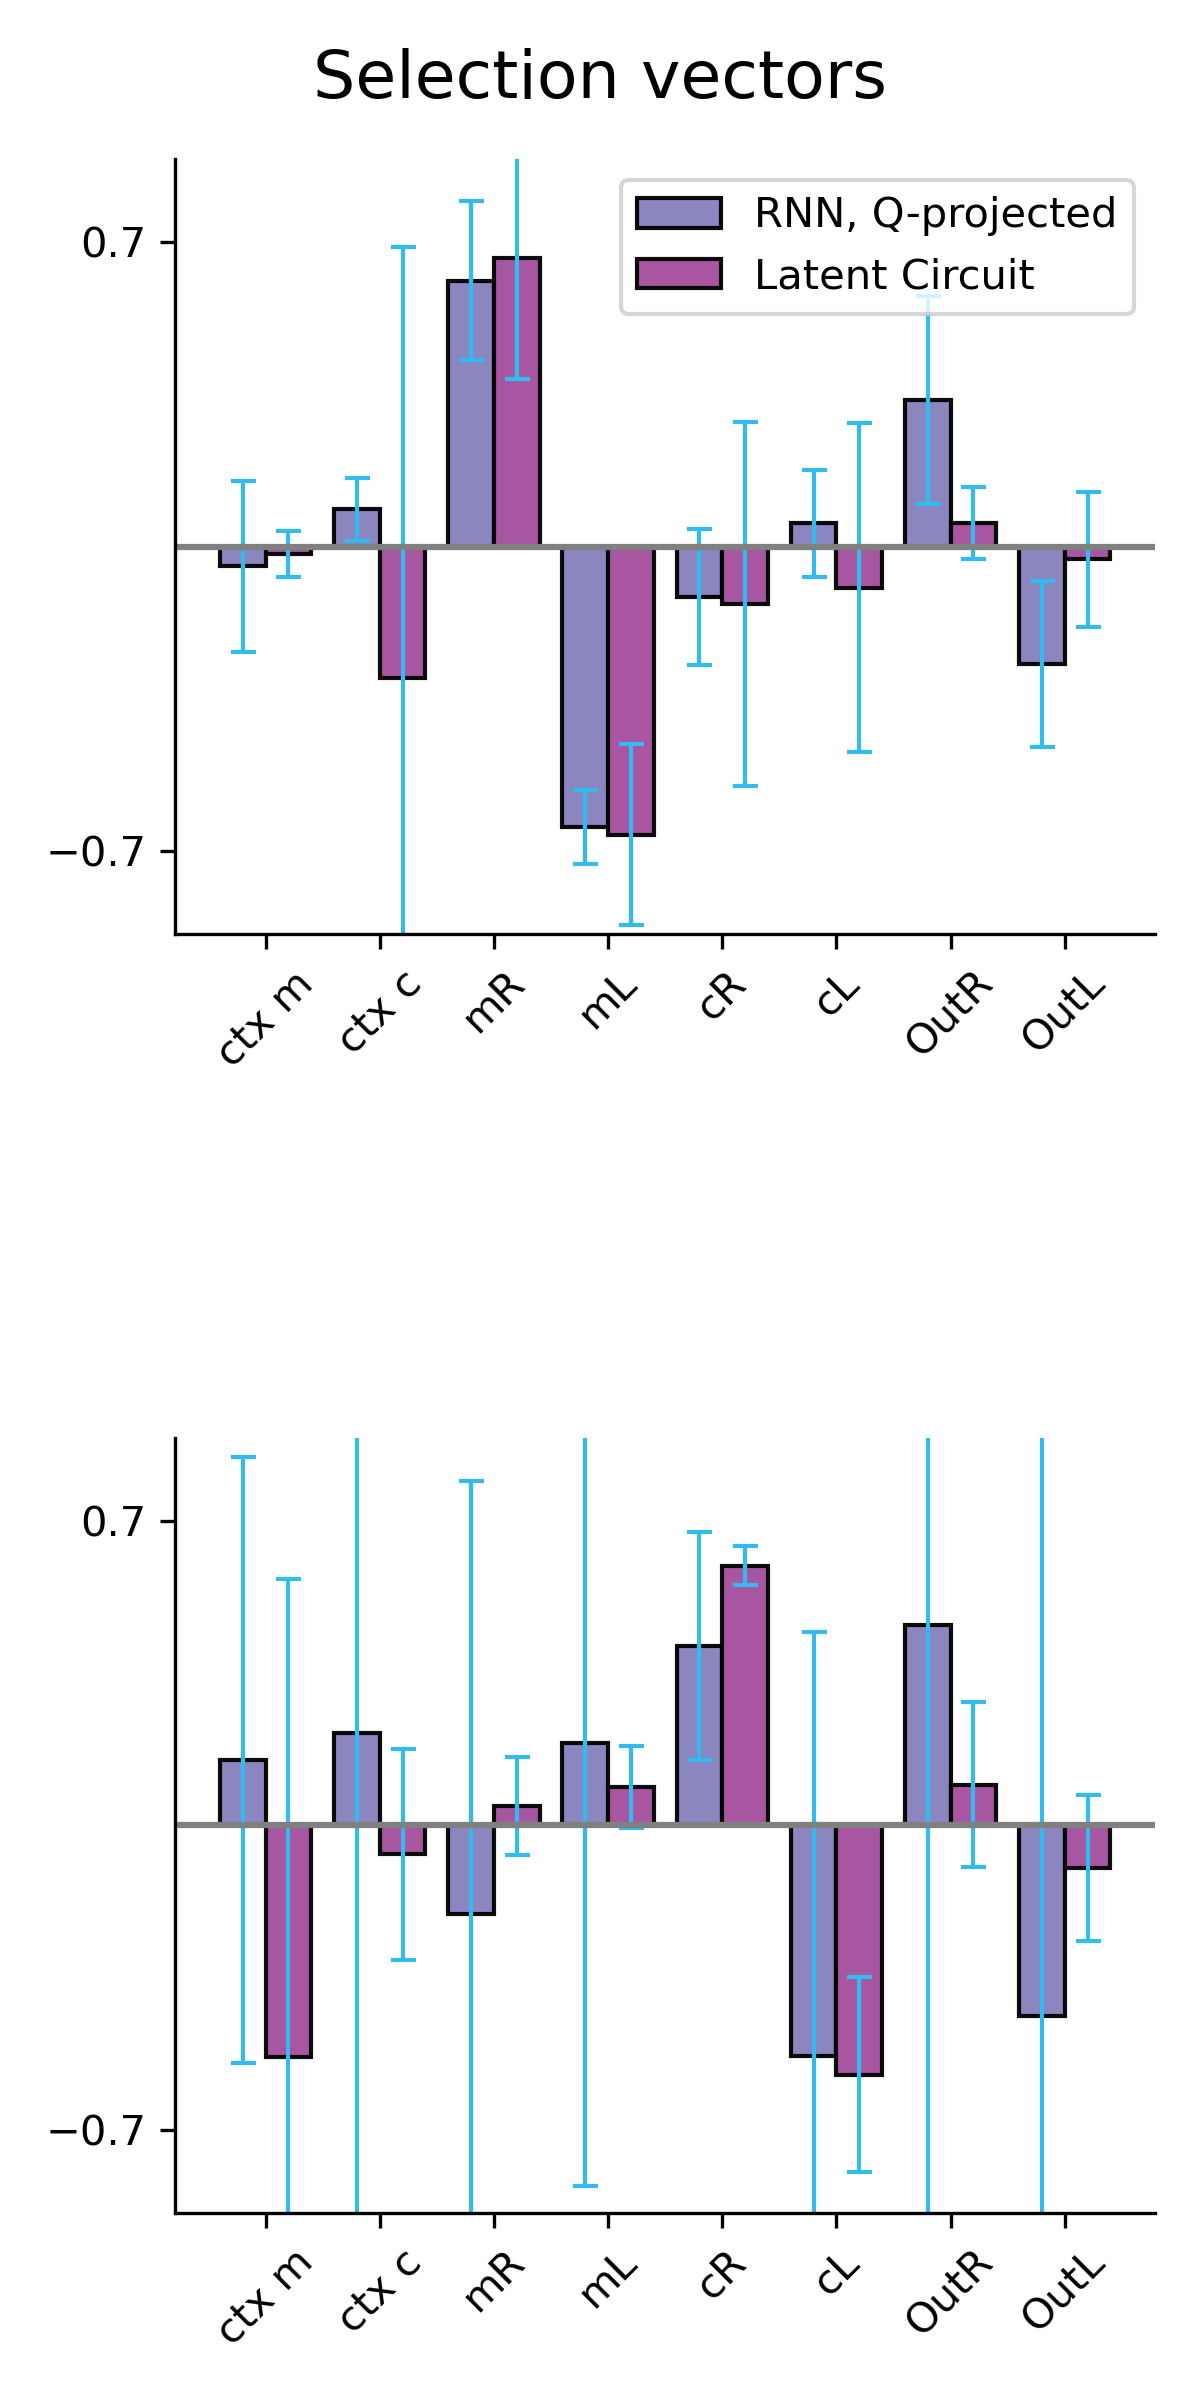 Selection vectors
RNN, Q-projected
Latent Circuit
0.7
−0.7
ctx m
ctx c
mR
mL
cR
cL
OutR
OutL
0.7
−0.7
ctx m
ctx c
mR
mL
cR
cL
OutR
OutL